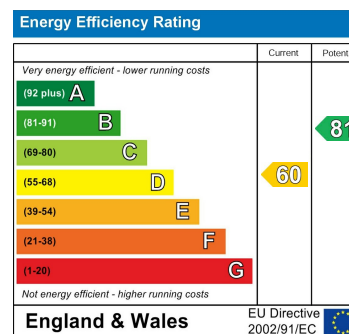 Energy Efficiency Rating
Current Potent
Very energy efficient - lower running costs
(92 plus) A
(81-91) B
81
(69-80) C
(55-68) D
60
(39-54) E
(21-38) F
(1-20) G
Not energy efficient - higher running costs
England & Wales
EU Directive
2002/91/EC